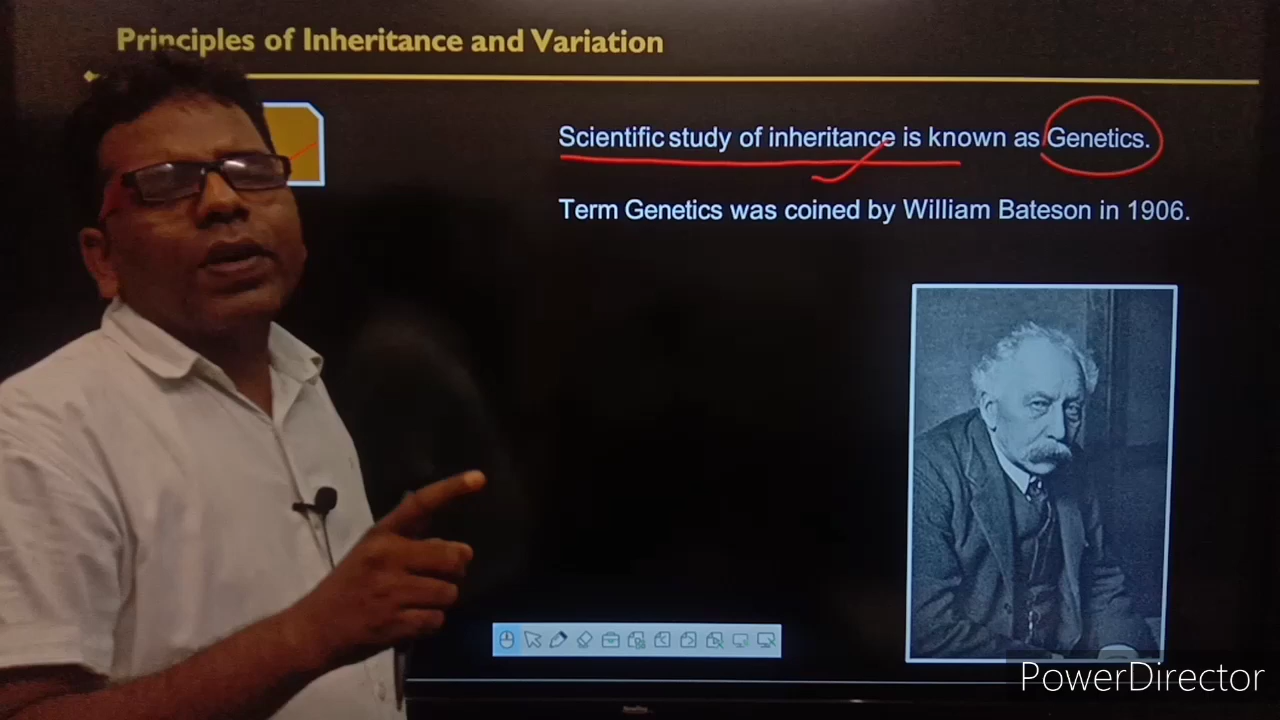 Principles of Inheritance and Variation
Scientific study of inheritance is known as Genetics.
Term Genetics was coined by William Bateson in 1906.
PowerDirector